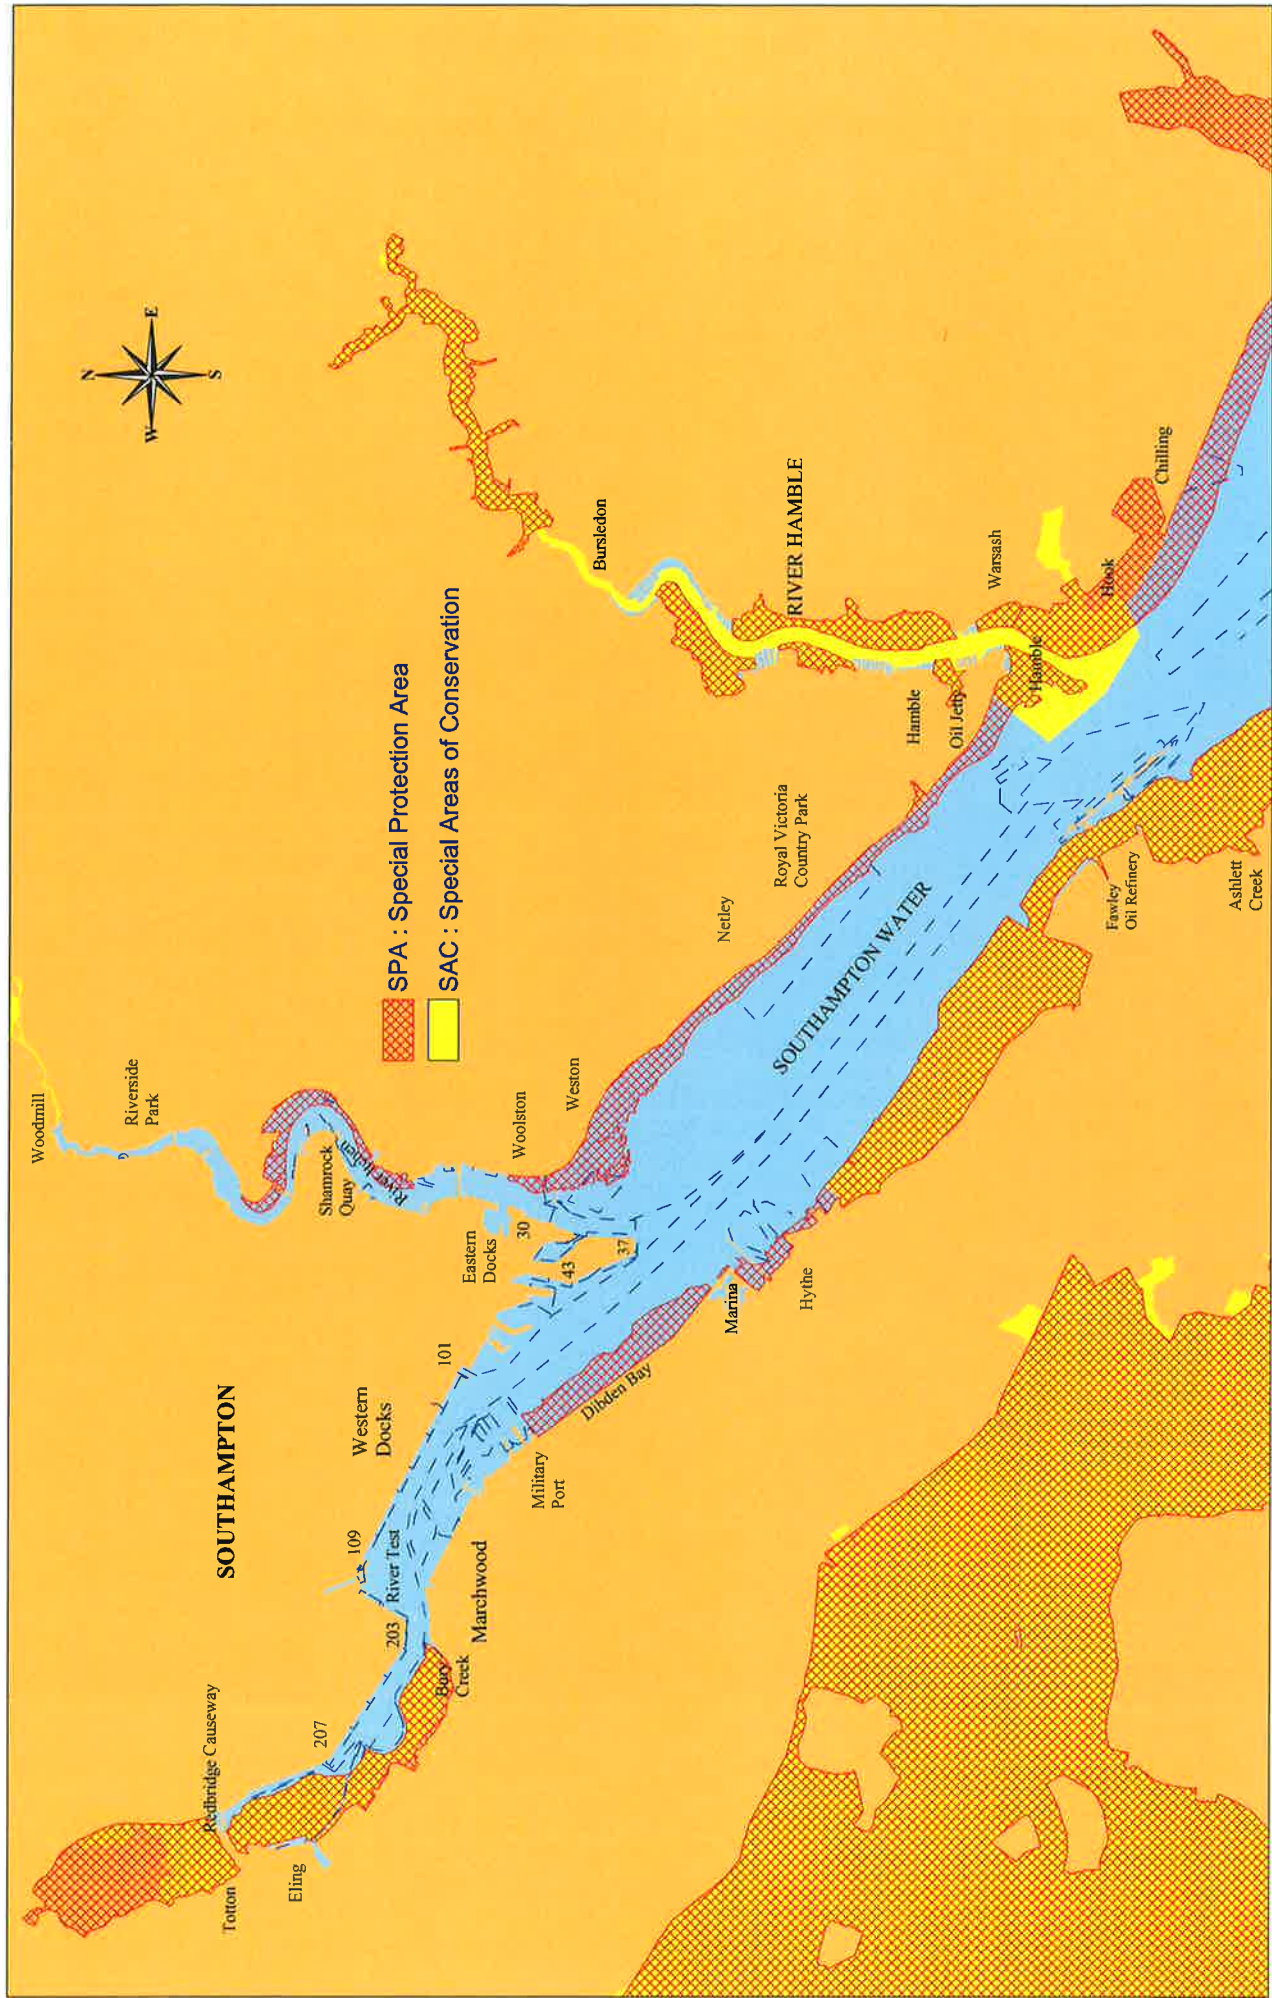 SOUTHAMPTON
Woodmill
Riverside
Park
N
W
E
S
Redbridge Causeway
Totton
Eling
207
203
109
River Test
Western
Docks
101
Bury
Creek
Marchwood
Military
Port
Dibden Bay
Eastern
Docks
43
30
37
Shamrock
Quay
River Itchen
Woolston
Weston
Marina
Hythe
SPA : Special Protection Area
SAC : Special Areas of Conservation
Netley
Royal Victoria
Country Park
SOUTHAMPTON WATER
Bursledon
RIVER HAMBLE
Hamble
Oil Jetty
Warsash
Hamble
Hook
Chilling
Fawley
Oil Refinery
Ashlett
Creek